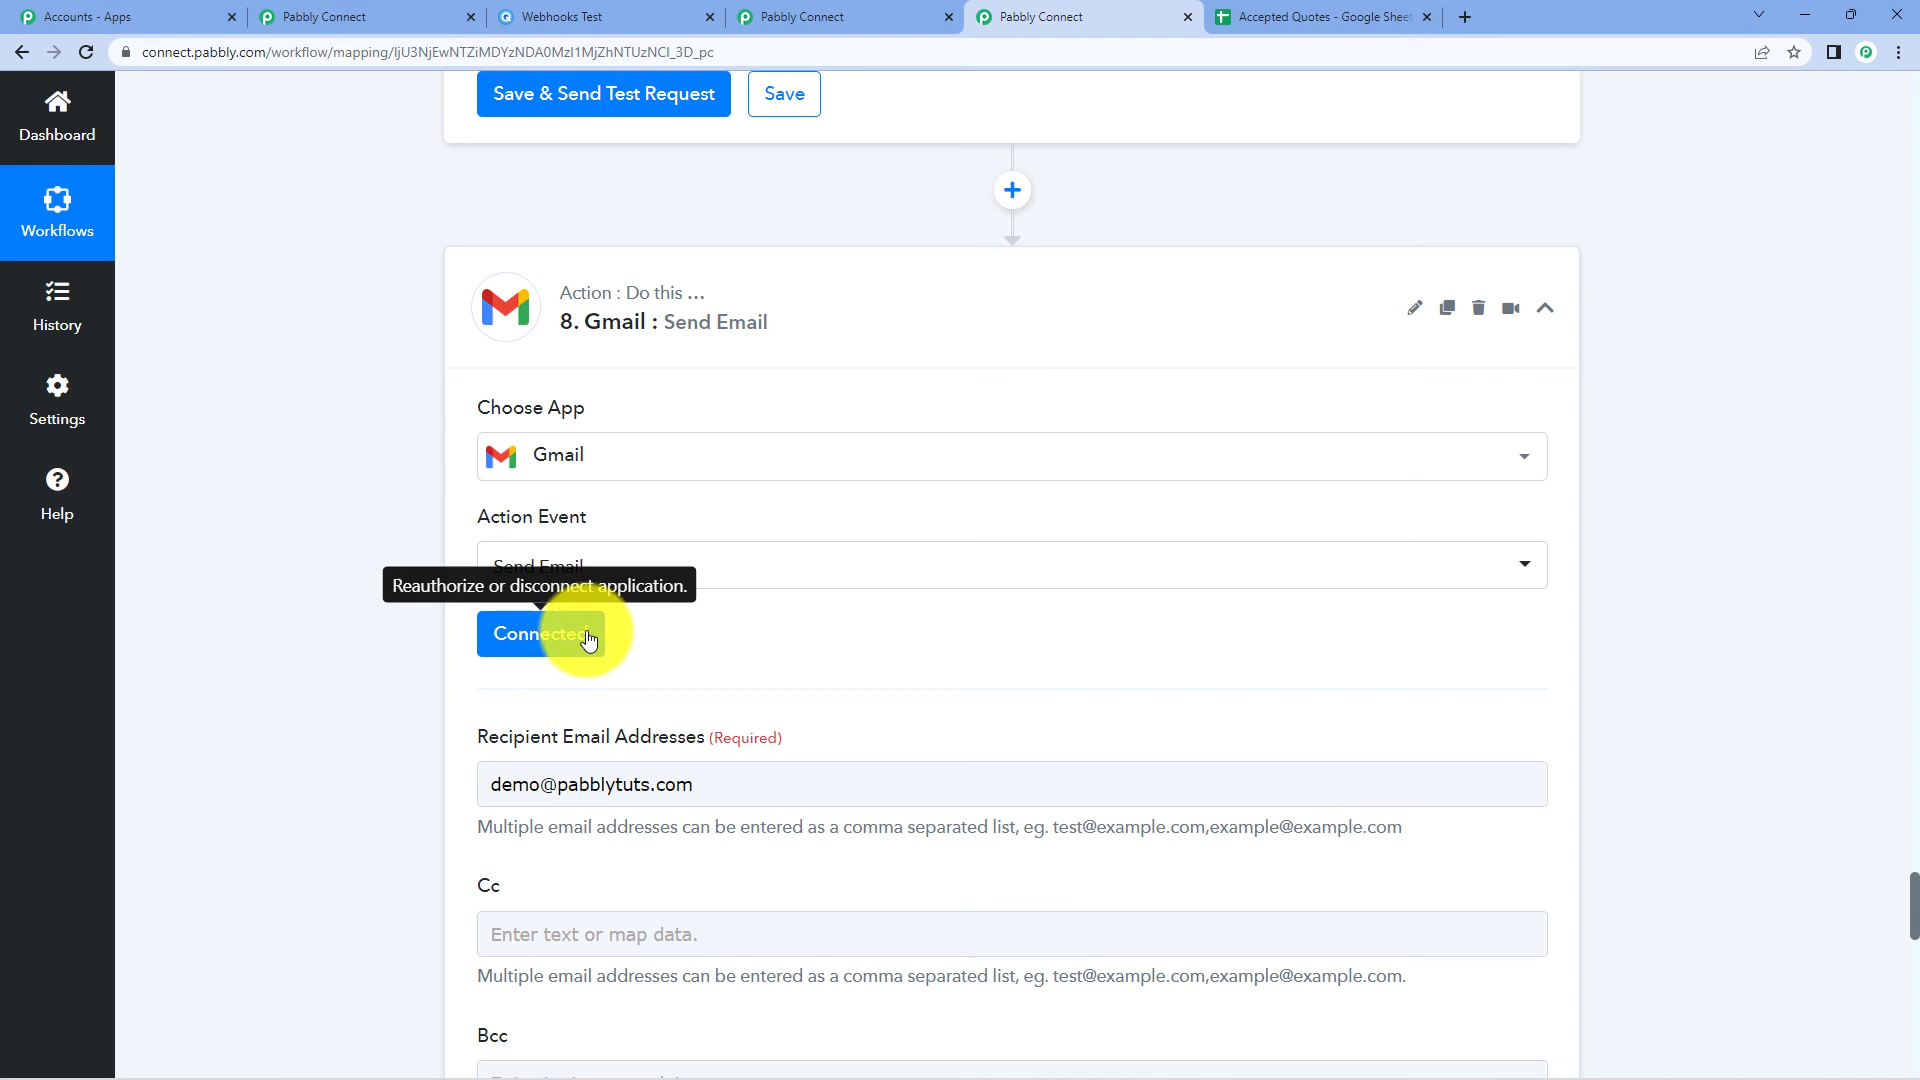 Accounts - Apps
Pabbly Connect
Webhooks Test
Pabbly Connect
Pabbly Connect
Accepted Quotes - Google Sheet
connect.pabbly.com/workflow/mapping/IjU3NjEwNTZiMDYzNDA0MzI1MjZhNTUzNCI_3D_pc
Dashboard
Workflows
History
Settings
Help
Save & Send Test Request
Save
Action : Do this ...
8. Gmail : Send Email
Choose App
Gmail
Action Event
Send Email
Reauthorize or disconnect application.
Connected
Recipient Email Addresses (Required)
demo@pabblytuts.com
Multiple email addresses can be entered as a comma separated list, eg. test@example.com,example@example.com
Cc
Enter text or map data.
Multiple email addresses can be entered as a comma separated list, eg. test@example.com,example@example.com.
Bcc